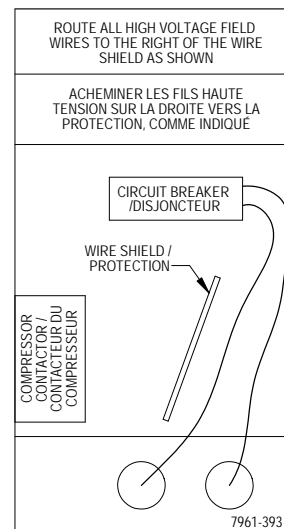 ROUTE ALL HIGH VOLTAGE FIELD
WIRES TO THE RIGHT OF THE WIRE
SHIELD AS SHOWN
ACHEMINER LES FILS HAUTE
TENSION SUR LA DROITE VERS LA
PROTECTION, COMME INDIQUÉ
CIRCUIT BREAKER
/DISJONCTEUR
WIRE SHIELD /
PROTECTION
COMPRESSOR
CONTACTOR /
CONTACTEUR DU
COMPRESSEUR
7961-393